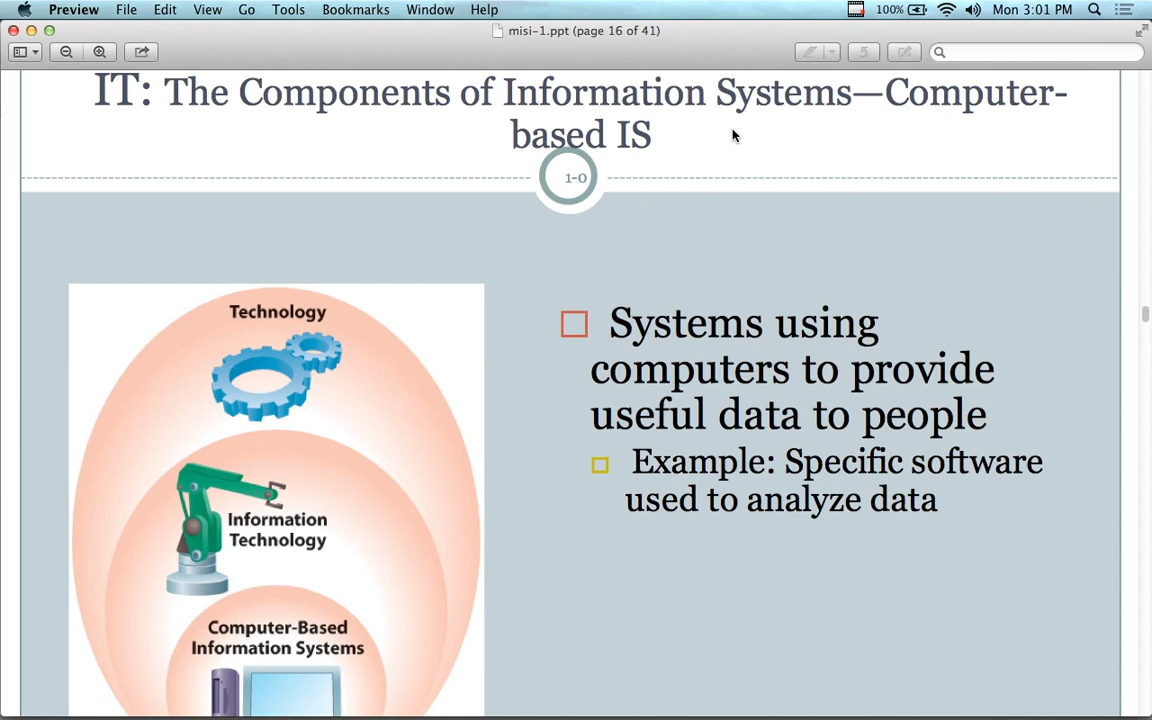 Preview File Edit View Go Tools Bookmarks Window Help 100% Mon 3:01 PM
misi-1.ppt (page 16 of 41)
IT: The Components of Information Systems—Computer-
based IS
1-0
Technology
Information
Technology
Computer-Based
Information Systems
Systems using
computers to provide
useful data to people
Example: Specific software
used to analyze data